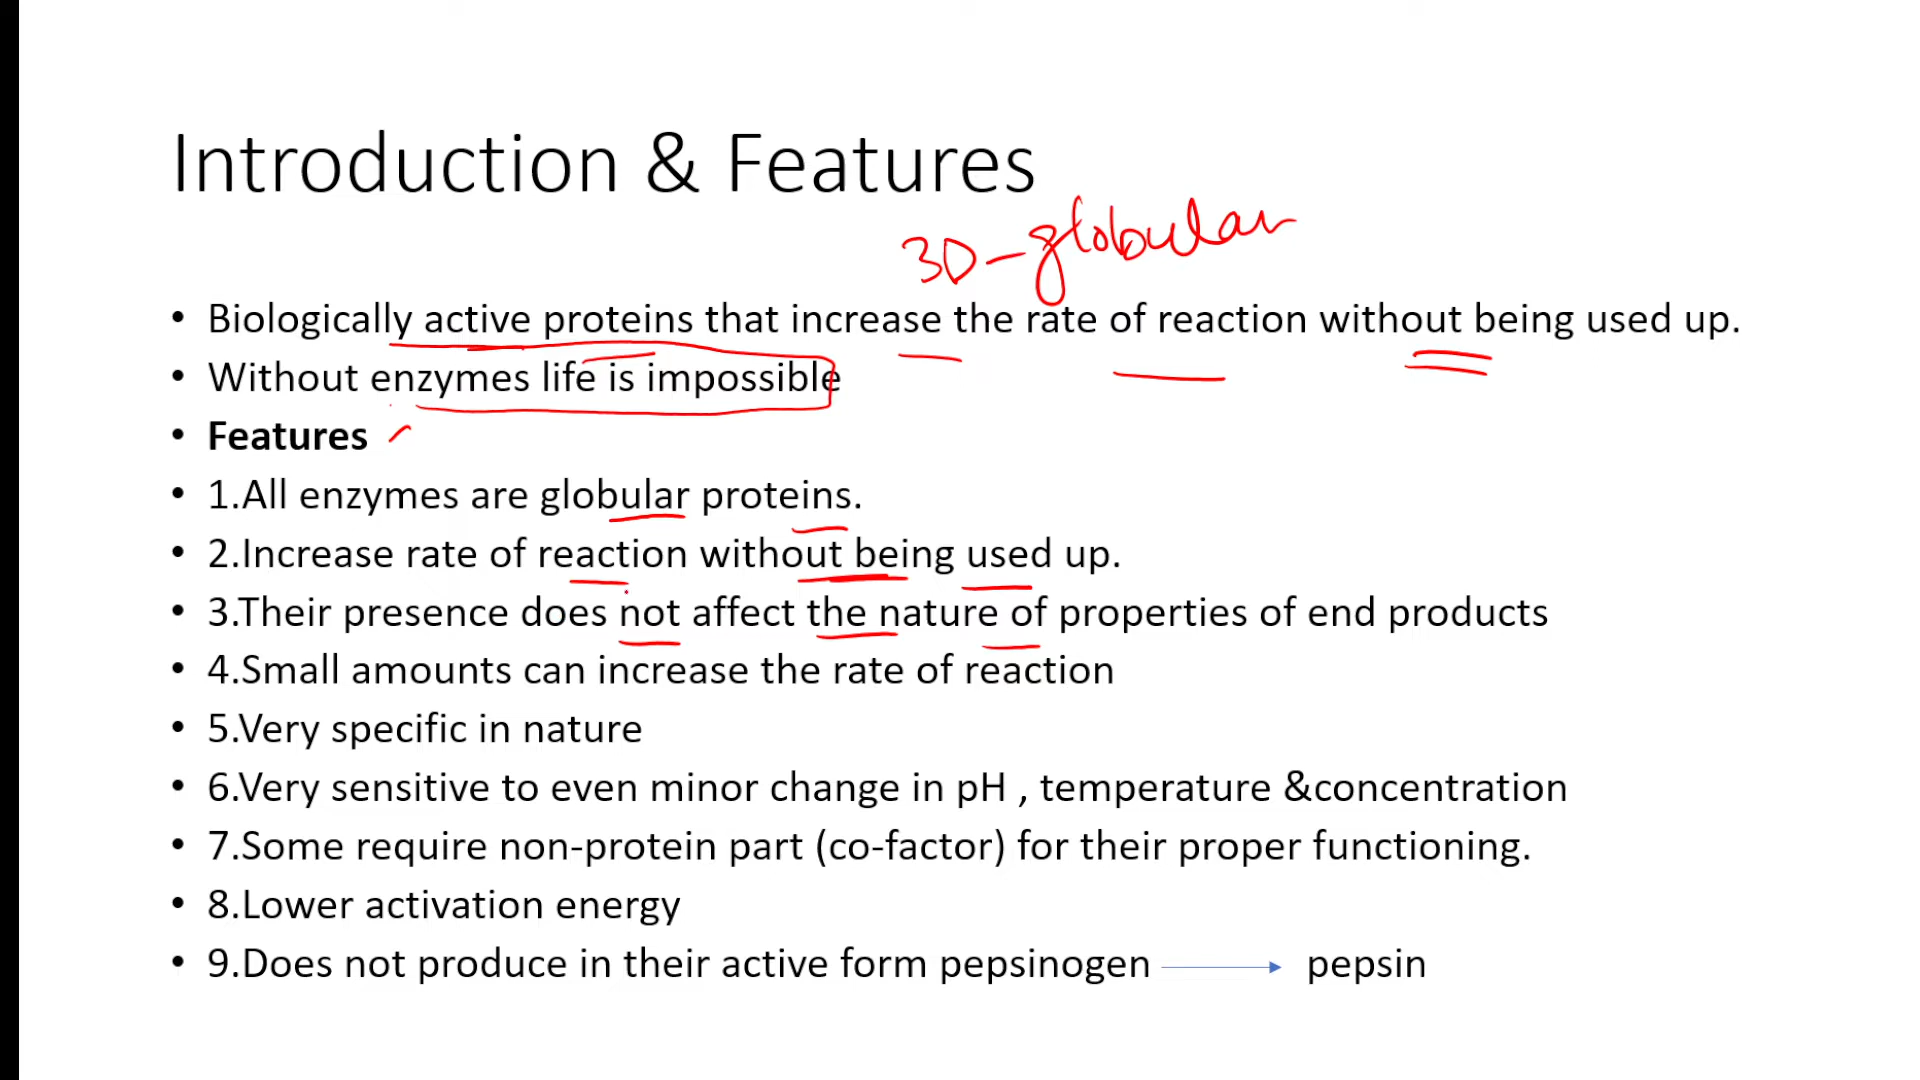 Introduction & Features
3D-globular
• Biologically active proteins that increase the rate of reaction without being used up.
• Without enzymes life is impossible
• Features
• 1.All enzymes are globular proteins.
• 2.Increase rate of reaction without being used up.
• 3.Their presence does not affect the nature of properties of end products
• 4.Small amounts can increase the rate of reaction
• 5.Very specific in nature
• 6.Very sensitive to even minor change in pH , temperature &concentration
• 7.Some require non-protein part (co-factor) for their proper functioning.
• 8.Lower activation energy
• 9.Does not produce in their active form pepsinogen → pepsin